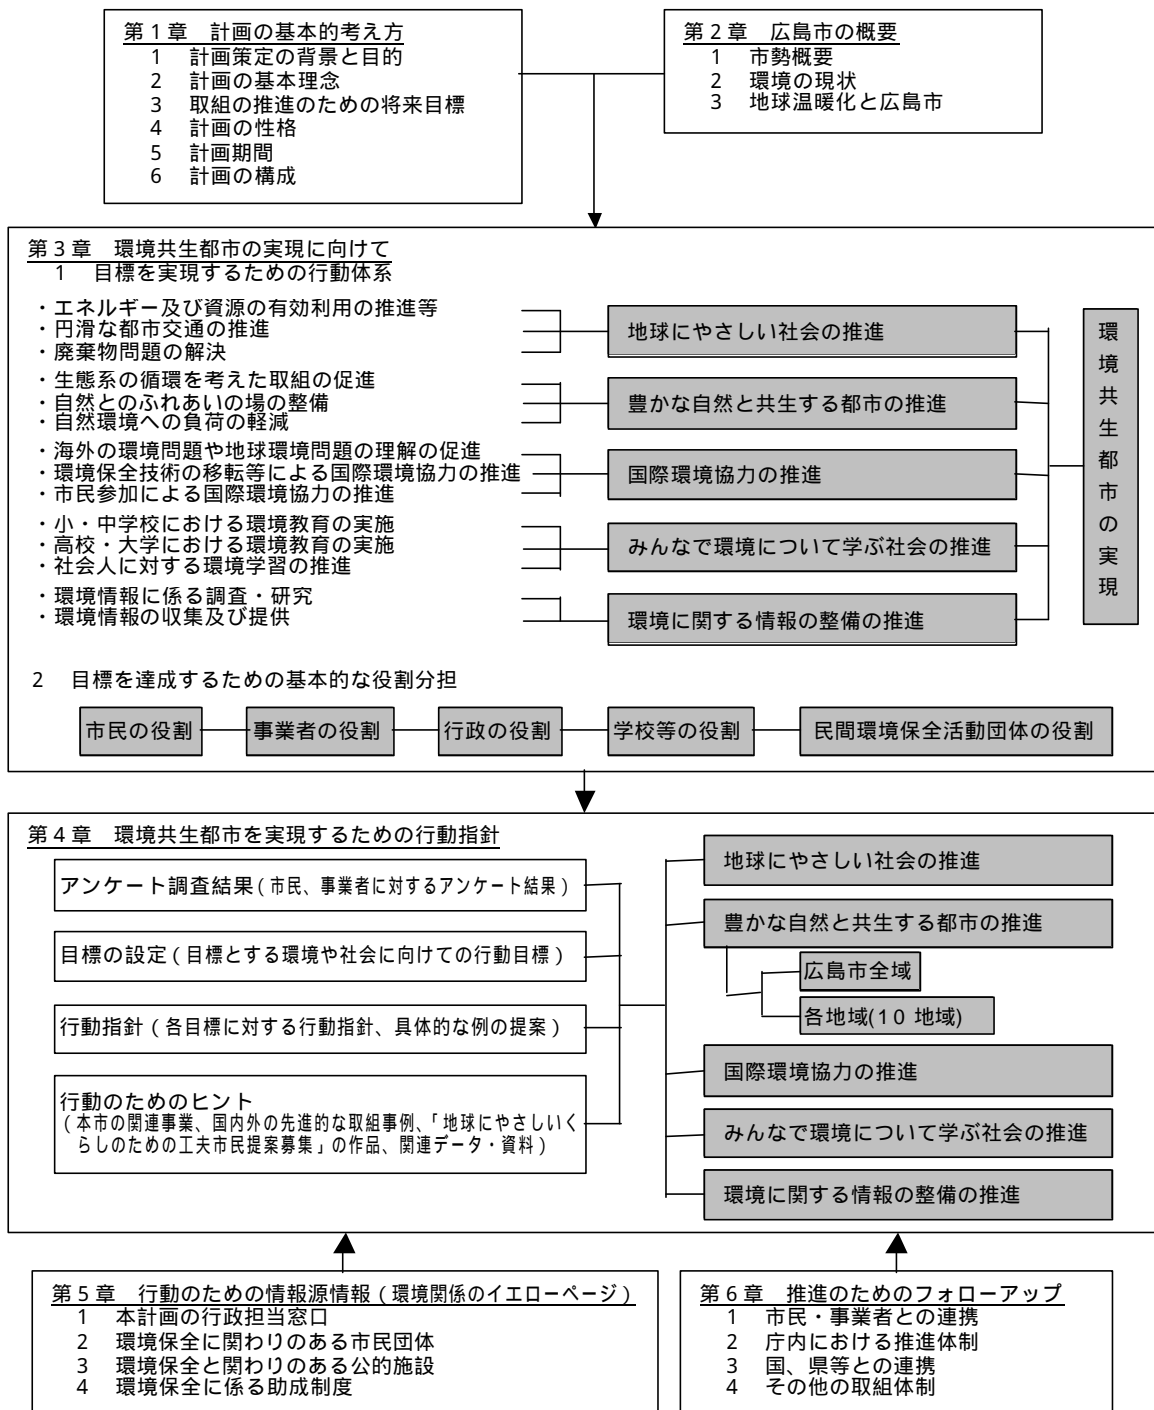 第1章　計画の基本的考え方
1　計画策定の背景と目的
2　計画の基本理念
3　取組の推進のための将来目標
4　計画の性格
5　計画期間
6　計画の構成
第2章　広島市の概要
1　市勢概要
2　環境の現状
3　地球温暖化と広島市
第3章　環境共生都市の実現に向けて
1　目標を実現するための行動体系
・エネルギー及び資源の有効利用の推進等
・円滑な都市交通の推進
・廃棄物問題の解決
地球にやさしい社会の推進
・生態系の循環を考えた取組の促進
・自然とのふれあいの場の整備
・自然環境への負荷の軽減
豊かな自然と共生する都市の推進
・海外の環境問題や地球環境問題の理解の促進
・環境保全技術の移転等による国際環境協力の推進
・市民参加による国際環境協力の推進
国際環境協力の推進
・小・中学校における環境教育の実施
・高校・大学における環境教育の実施
・社会人に対する環境学習の推進
みんなで環境について学ぶ社会の推進
・環境情報に係る調査・研究
・環境情報の収集及び提供
環境に関する情報の整備の推進
環境共生都市の実現
2　目標を達成するための基本的な役割分担
市民の役割
事業者の役割
行政の役割
学校等の役割
民間環境保全活動団体の役割
第4章　環境共生都市を実現するための行動指針
アンケート調査結果（市民、事業者に対するアンケート結果）
目標の設定（目標とする環境や社会に向けての行動目標）
行動指針（各目標に対する行動指針、具体的な例の提案）
行動のためのヒント
（本市の関連事業、国内外の先進的な取組事例、「地球にやさしいく
らしのための工夫市民提案募集」の作品、関連データ・資料）
地球にやさしい社会の推進
豊かな自然と共生する都市の推進
広島市全域
各地域(10地域)
国際環境協力の推進
みんなで環境について学ぶ社会の推進
環境に関する情報の整備の推進
第5章　行動のための情報源情報（環境関係のイエローページ）
1　本計画の行政担当窓口
2　環境保全に関わりのある市民団体
3　環境保全と関わりのある公的施設
4　環境保全に係る助成制度
第6章　推進のためのフォローアップ
1　市民・事業者との連携
2　庁内における推進体制
3　国、県等との連携
4　その他の取組体制